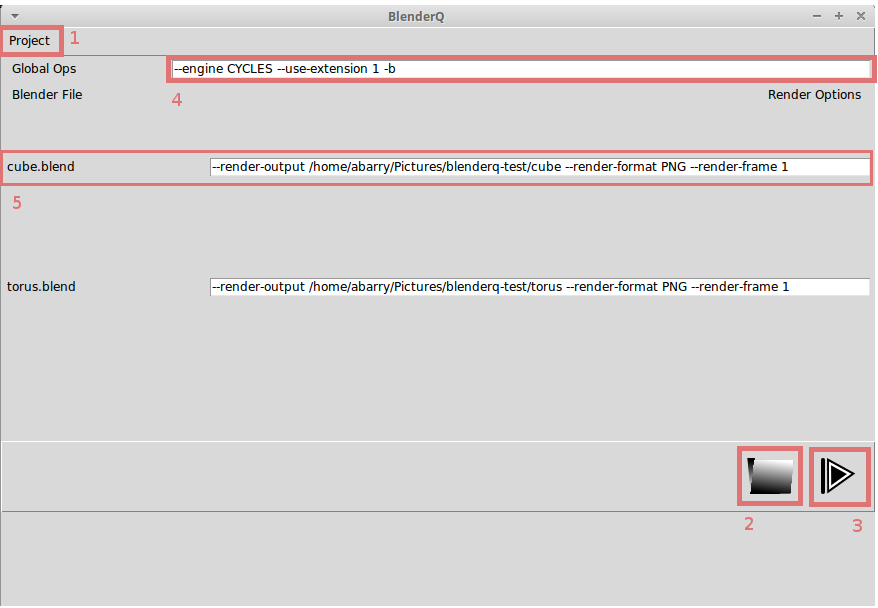 BlenderQ
Project 1
Global Ops --engine CYCLES --use-extension 1 -b
Blender File 4 Render Options
cube.blend --render-output /home/abarry/Pictures/blenderq-test/cube --render-format PNG --render-frame 1
5
torus.blend --render-output /home/abarry/Pictures/blenderq-test/torus --render-format PNG --render-frame 1
2 3